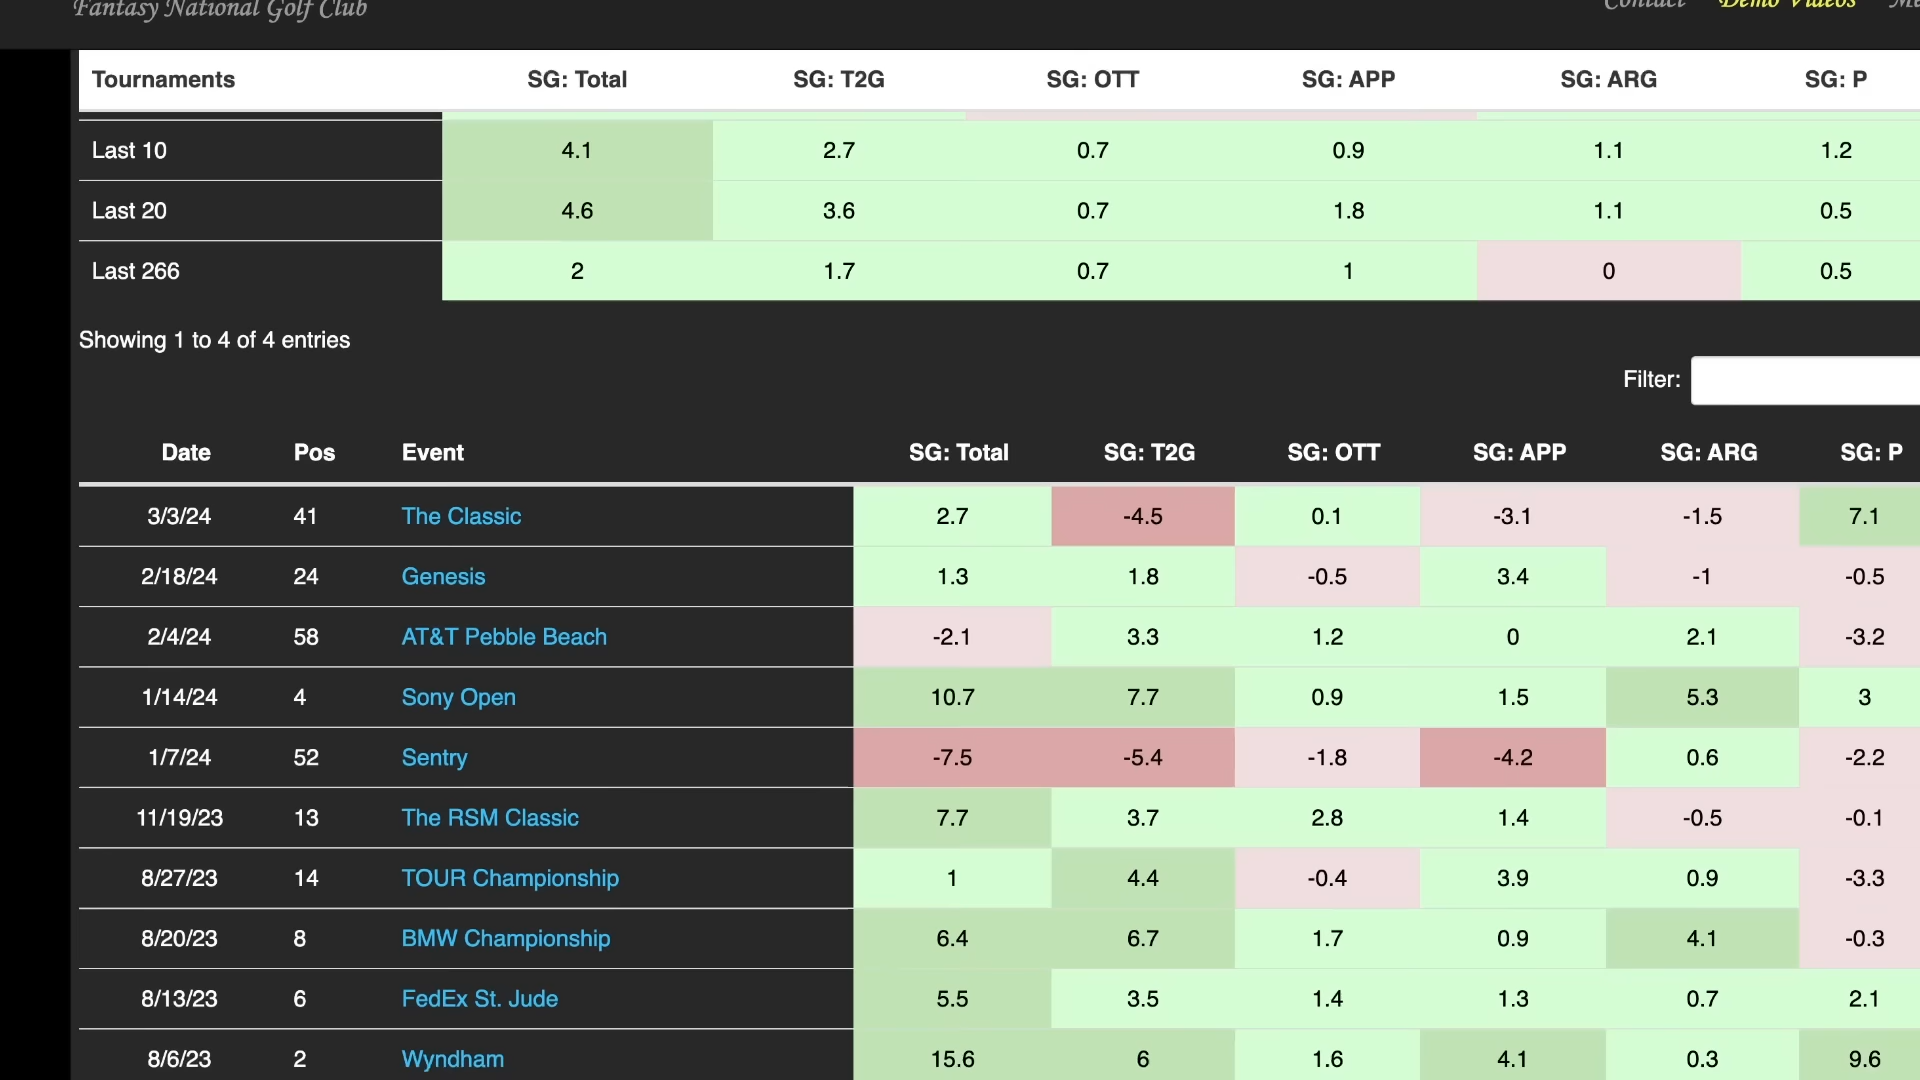 Fantasy National Golf Club Contact Demo Videos
Tournaments SG: Total SG: T2G SG: OTT SG: APP SG: ARG SG: P
Last 10 4.1 2.7 0.7 0.9 1.1 1.2
Last 20 4.6 3.6 0.7 1.8 1.1 0.5
Last 266 2 1.7 0.7 1 0 0.5
Showing 1 to 4 of 4 entries
Filter:
Date Pos Event SG: Total SG: T2G SG: OTT SG: APP SG: ARG SG: P
3/3/24 41 The Classic 2.7 -4.5 0.1 -3.1 -1.5 7.1
2/18/24 24 Genesis 1.3 1.8 -0.5 3.4 -1 -0.5
2/4/24 58 AT&T Pebble Beach -2.1 3.3 1.2 0 2.1 -3.2
1/14/24 4 Sony Open 10.7 7.7 0.9 1.5 5.3 3
1/7/24 52 Sentry -7.5 -5.4 -1.8 -4.2 0.6 -2.2
11/19/23 13 The RSM Classic 7.7 3.7 2.8 1.4 -0.5 -0.1
8/27/23 14 TOUR Championship 1 4.4 -0.4 3.9 0.9 -3.3
8/20/23 8 BMW Championship 6.4 6.7 1.7 0.9 4.1 -0.3
8/13/23 6 FedEx St. Jude 5.5 3.5 1.4 1.3 0.7 2.1
8/6/23 2 Wyndham 15.6 6 1.6 4.1 0.3 9.6